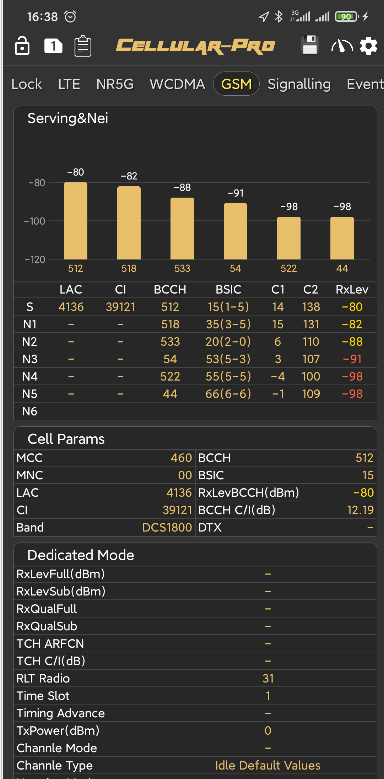 16:38 3G 90
1 CELLULAR-PRO
Lock LTE NR5G WCDMA GSM Signalling Event
Serving&Nei
-80 -82 -88 -91 -98 -98
-80
-100
-120
512 518 533 54 522 44
LAC CI BCCH BSIC C1 C2 RxLev
S 4136 39121 512 15(1-5) 14 138 -80
N1 - - 518 35(3-5) 15 131 -82
N2 - - 533 20(2-0) 6 110 -88
N3 - - 54 53(5-3) 3 107 -91
N4 - - 522 55(5-5) -4 100 -98
N5 - - 44 66(6-6) -1 109 -98
N6
Cell Params
MCC 460 BCCH 512
MNC 00 BSIC 15
LAC 4136 RxLevBCCH(dBm) -80
CI 39121 BCCH C/I(dB) 12.19
Band DCS1800 DTX -
Dedicated Mode
RxLevFull(dBm) -
RxLevSub(dBm) -
RxQualFull -
RxQualSub -
TCH ARFCN -
TCH C/I(dB) -
RLT Radio 31
Time Slot 1
Timing Advance -
TxPower(dBm) 0
Channle Mode -
Channle Type Idle Default Values